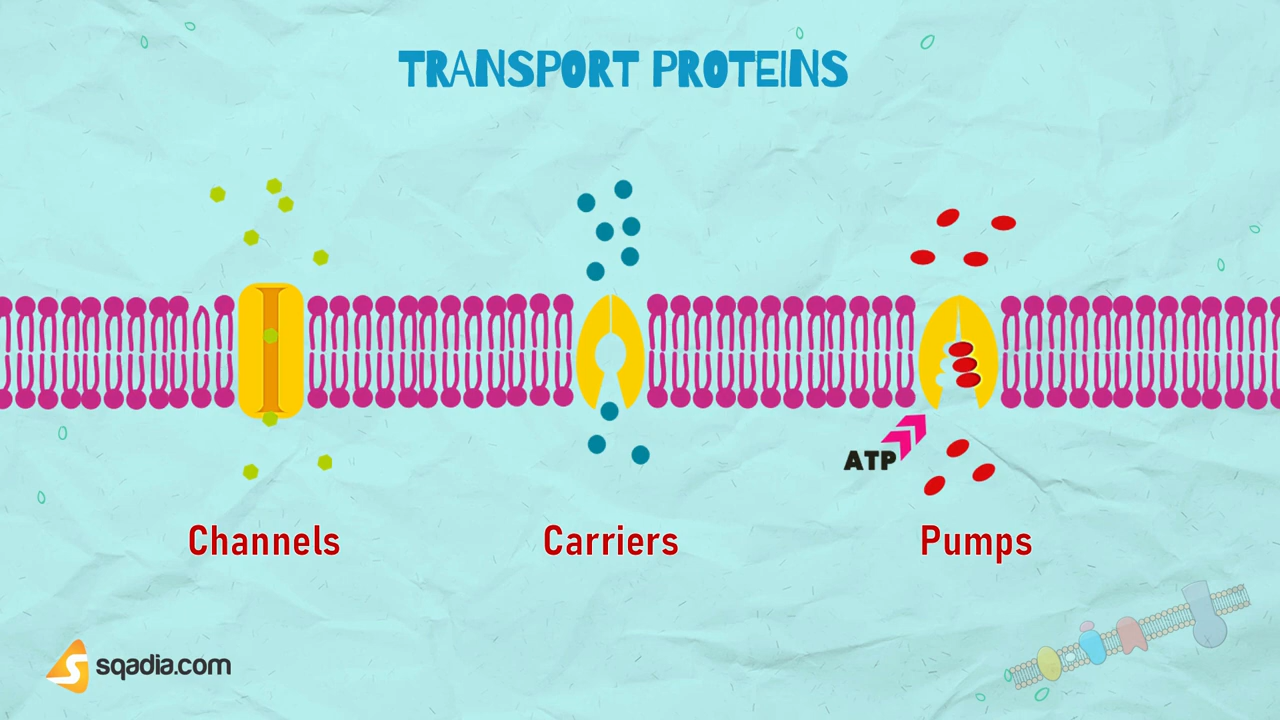 TRANSPORT PROTEINS
ATP
Channels
Carriers
Pumps
sqadia.com